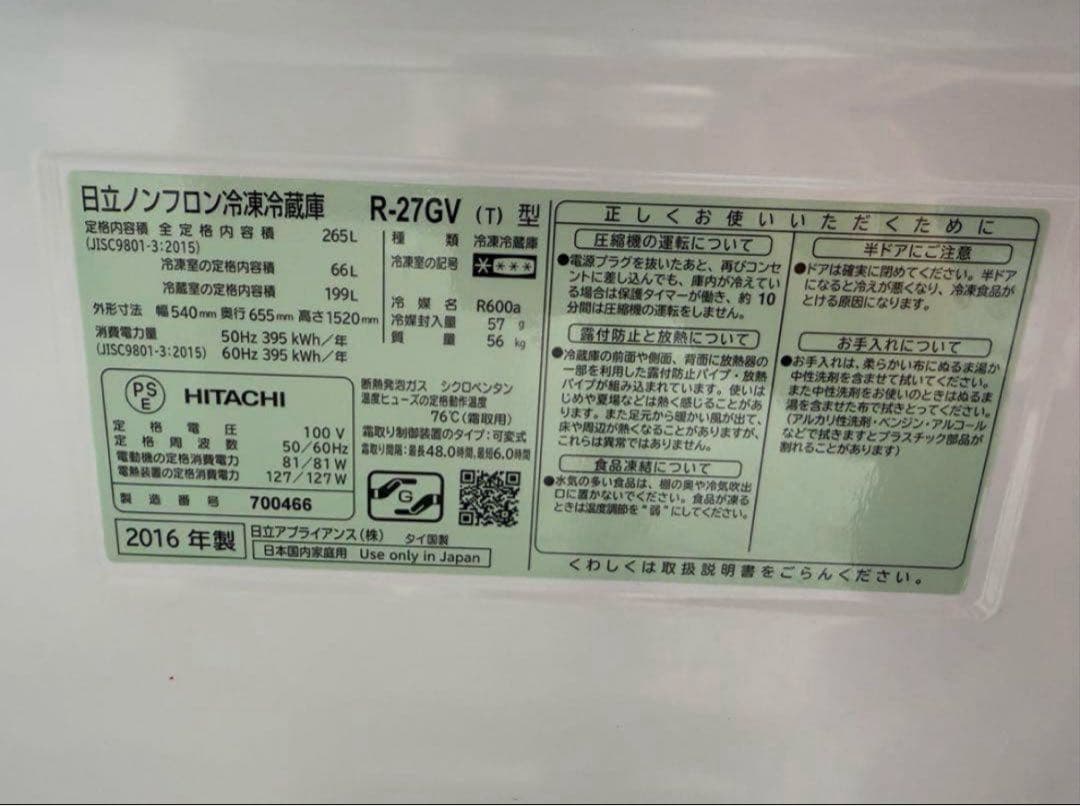 日立ノンフロン冷凍冷蔵庫 R-27GV (T) 型
定格内容積 全定格内容積 265L
(JISC9801-3:2015)
冷凍室の定格内容積 66L
冷蔵室の定格内容積 199L
外形寸法 幅540mm 奥行655mm 高さ1520mm
消費電力量 50Hz 395 kWh/年
(JISC9801-3:2015) 60Hz 395 kWh/年
種類 冷凍冷蔵庫
冷凍室の記号 ****
冷媒名 R600a
冷媒封入量 57 g
質量 56 kg
PSE HITACHI
定格電圧 100 V
定格周波数 50/60Hz
電動機の定格消費電力 81/81W
電熱装置の定格消費電力 127/127W
製造番号 700466
断熱発泡ガス シクロペンタン
温度ヒューズの定格動作温度
76℃(霜取用)
霜取り制御装置のタイプ:可変式
霜取り間隔:最長48.0時間,最短6.0時間
G
2016 年製
日立アプライアンス(株) タイ国製
日本国内家庭用 Use only in Japan
正しくお使いいただくために
圧縮機の運転について
●電源プラグを抜いたあと、再びコンセ
ントに差し込んでも、庫内が冷えてい
る場合は保護タイマーが働き、約10
分間は圧縮機の運転をしません。
露付防止と放熱について
●冷蔵庫の前面や側面、背面に放熱器の
一部を利用した露付防止パイプ・放熱
パイプが組み込まれています。使いは
じめや夏場などは熱く感じることがあ
ります。また足元から暖かい風が出て、
床や周辺が熱くなることがありますが、
これらは異常ではありません。
食品凍結について
●水気の多い食品は、棚の奥や冷気吹出
口に置かないでください。食品が凍る
ときは温度調節を"弱"にしてください。
半ドアにご注意
●ドアは確実に閉めてください。半ドア
になると冷えが悪くなり、冷凍食品が
とける原因になります。
お手入れについて
●お手入れは、柔らかい布にぬるま湯か
中性洗剤を含ませて拭いてください。
また中性洗剤をお使いのときはぬるま
湯を含ませた布で拭きとってください。
(アルカリ性洗剤・ベンジン・アルコール
などで拭きますとプラスチック部品が
割れることがあります)
くわしくは取扱説明書をごらんください。